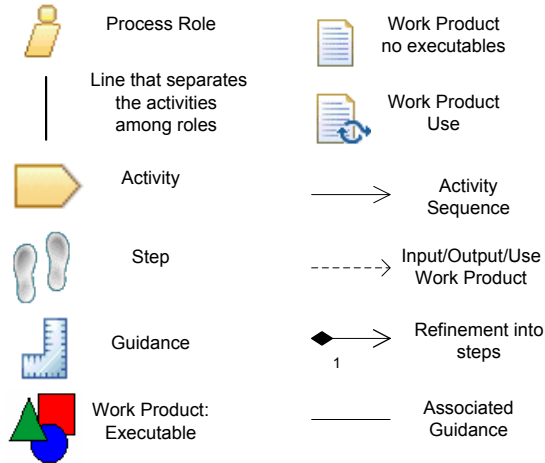 Process Role
Line that separates
the activities
among roles
Activity
Step
Guidance
Work Product:
Executable
Work Product
no executables
Work Product
Use
Activity
Sequence
Input/Output/Use
Work Product
Refinement into
steps
1
Associated
Guidance